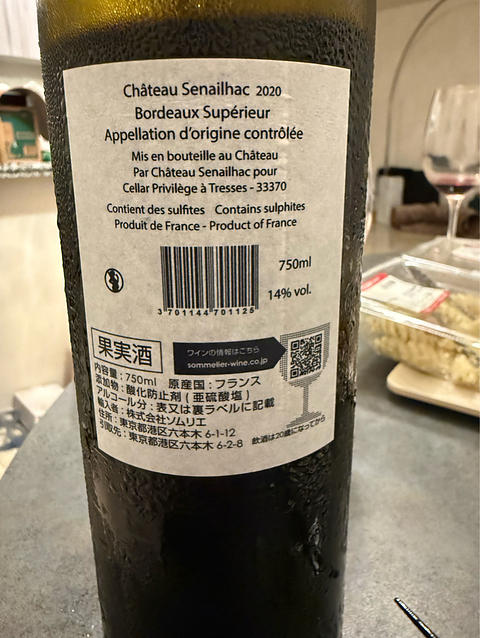 Château Senailhac 2020
Bordeaux Supérieur
Appellation d'origine contrôlée
Mis en bouteille au Château
Par Château Senailhac pour
Cellar Privilège à Tresses - 33370
Contient des sulfites Contains sulphites
Produit de France - Product of France
750ml
14% vol.
3 701144 701125
果実酒
ワインの情報はこちら
sommelier-wine.co.jp
内容量：750ml 原産国：フランス
添加物：酸化防止剤（亜硫酸塩）
アルコール分：表又は裏ラベルに記載
輸入者：株式会社ソムリエ
住所：東京都港区六本木 6-1-12
引取先：東京都港区六本木 6-2-8
飲酒は20歳になってから